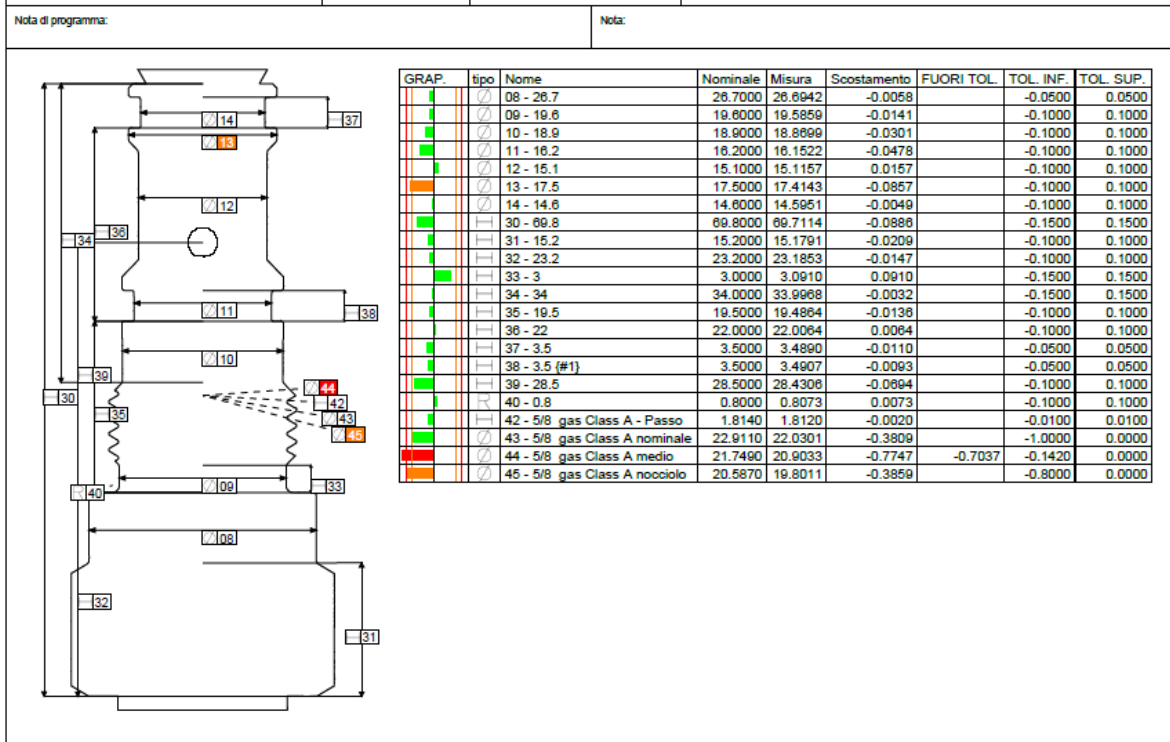 Nota di programma: Nota:
GRAP. tipo Nome Nominale Misura Scostamento FUORI TOL. TOL. INF. TOL. SUP.
08 - 26.7 26.7000 26.6942 -0.0058 -0.0500 0.0500
09 - 19.6 19.6000 19.5859 -0.0141 -0.1000 0.1000
10 - 18.9 18.9000 18.8699 -0.0301 -0.1000 0.1000
11 - 16.2 16.2000 16.1522 -0.0478 -0.1000 0.1000
12 - 15.1 15.1000 15.1157 0.0157 -0.1000 0.1000
13 - 17.5 17.5000 17.4143 -0.0857 -0.1000 0.1000
14 - 14.6 14.6000 14.5951 -0.0049 -0.1000 0.1000
30 - 69.8 69.8000 69.7114 -0.0886 -0.1500 0.1500
31 - 15.2 15.2000 15.1791 -0.0209 -0.1000 0.1000
32 - 23.2 23.2000 23.1853 -0.0147 -0.1000 0.1000
33 - 3 3.0000 3.0910 0.0910 -0.1500 0.1500
34 - 34 34.0000 33.9968 -0.0032 -0.1500 0.1500
35 - 19.5 19.5000 19.4864 -0.0136 -0.1000 0.1000
36 - 22 22.0000 22.0064 0.0064 -0.1000 0.1000
37 - 3.5 3.5000 3.4890 -0.0110 -0.0500 0.0500
38 - 3.5 {#1} 3.5000 3.4907 -0.0093 -0.0500 0.0500
39 - 28.5 28.5000 28.4306 -0.0694 -0.1000 0.1000
R 40 - 0.8 0.8000 0.8073 0.0073 -0.1000 0.1000
42 - 5/8 gas Class A - Passo 1.8140 1.8120 -0.0020 -0.0100 0.0100
43 - 5/8 gas Class A nominale 22.9110 22.0301 -0.3809 -1.0000 0.0000
44 - 5/8 gas Class A medio 21.7490 20.9033 -0.7747 -0.7037 -0.1420 0.0000
45 - 5/8 gas Class A nocciolo 20.5870 19.8011 -0.3859 -0.8000 0.0000
14
37
13
12
36
34
11
38
10
39
44
30
42
35
43
45
09
33
R 40
08
32
31